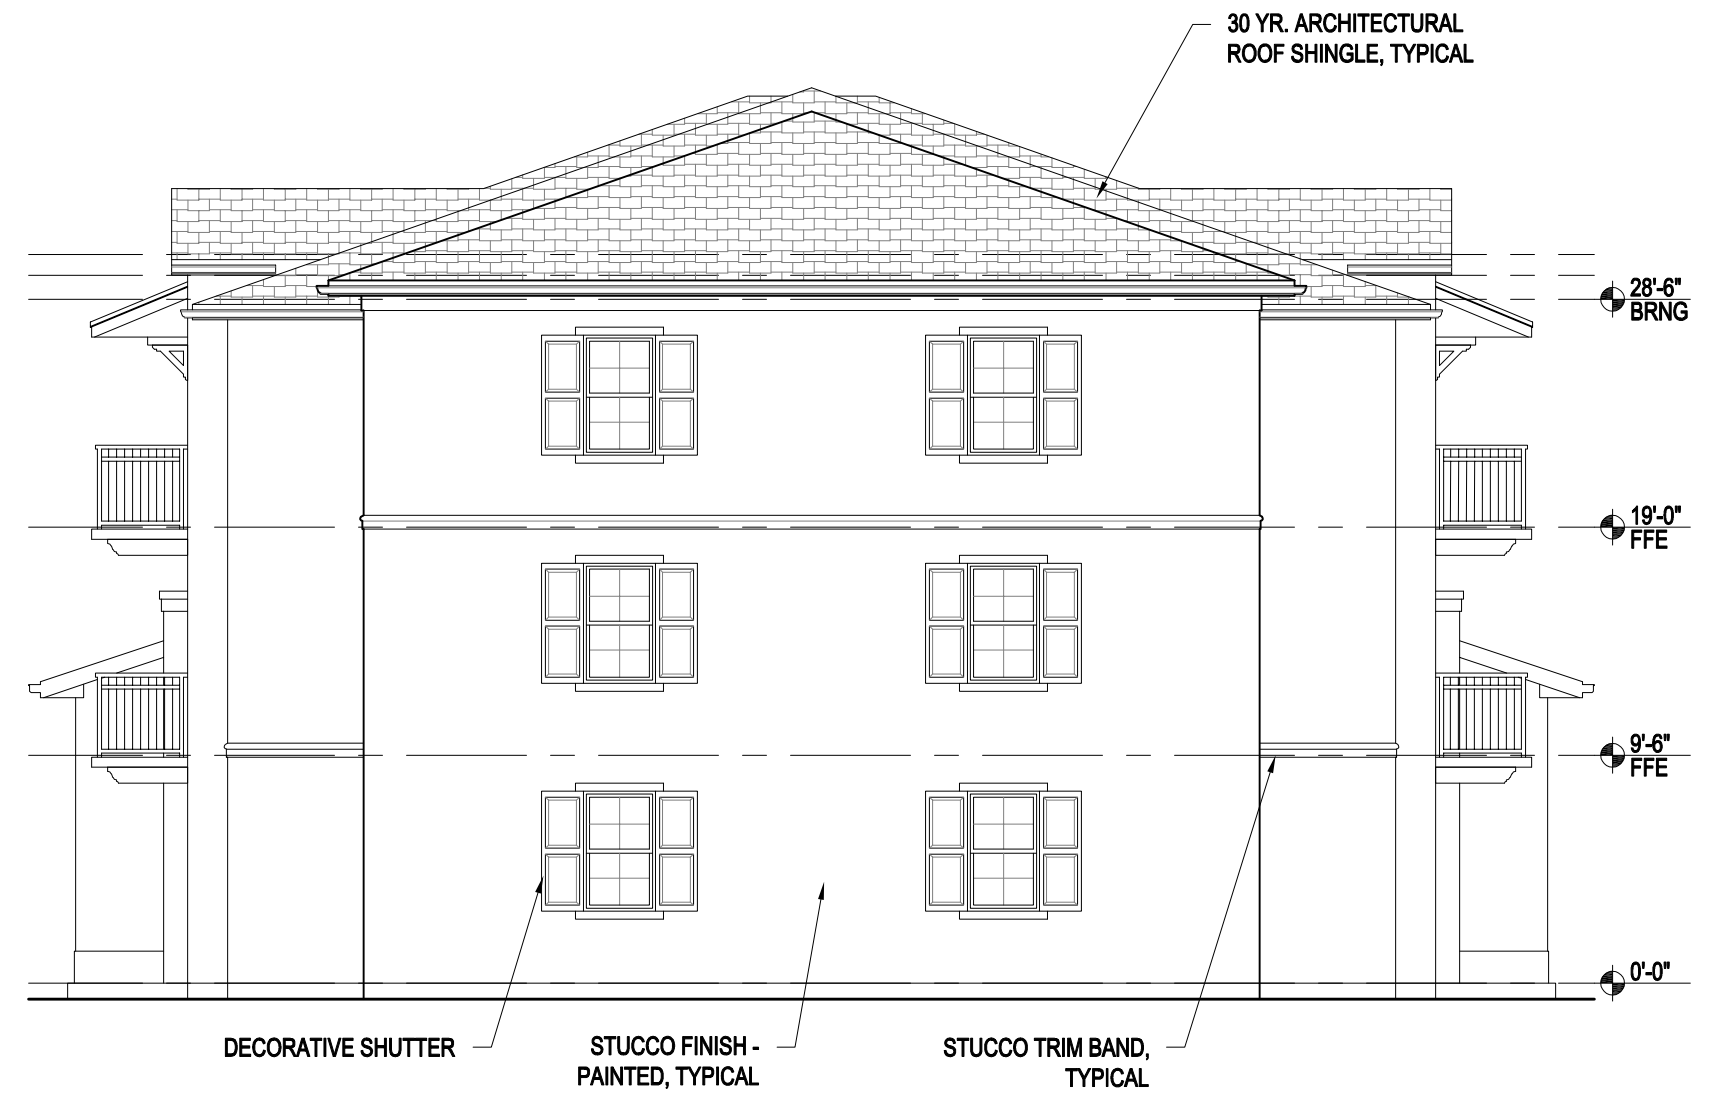 30 YR. ARCHITECTURAL
ROOF SHINGLE, TYPICAL
28'-6"
BRNG
19'-0"
FFE
9'-6"
FFE
0'-0"
DECORATIVE SHUTTER
STUCCO FINISH -
PAINTED, TYPICAL
STUCCO TRIM BAND,
TYPICAL